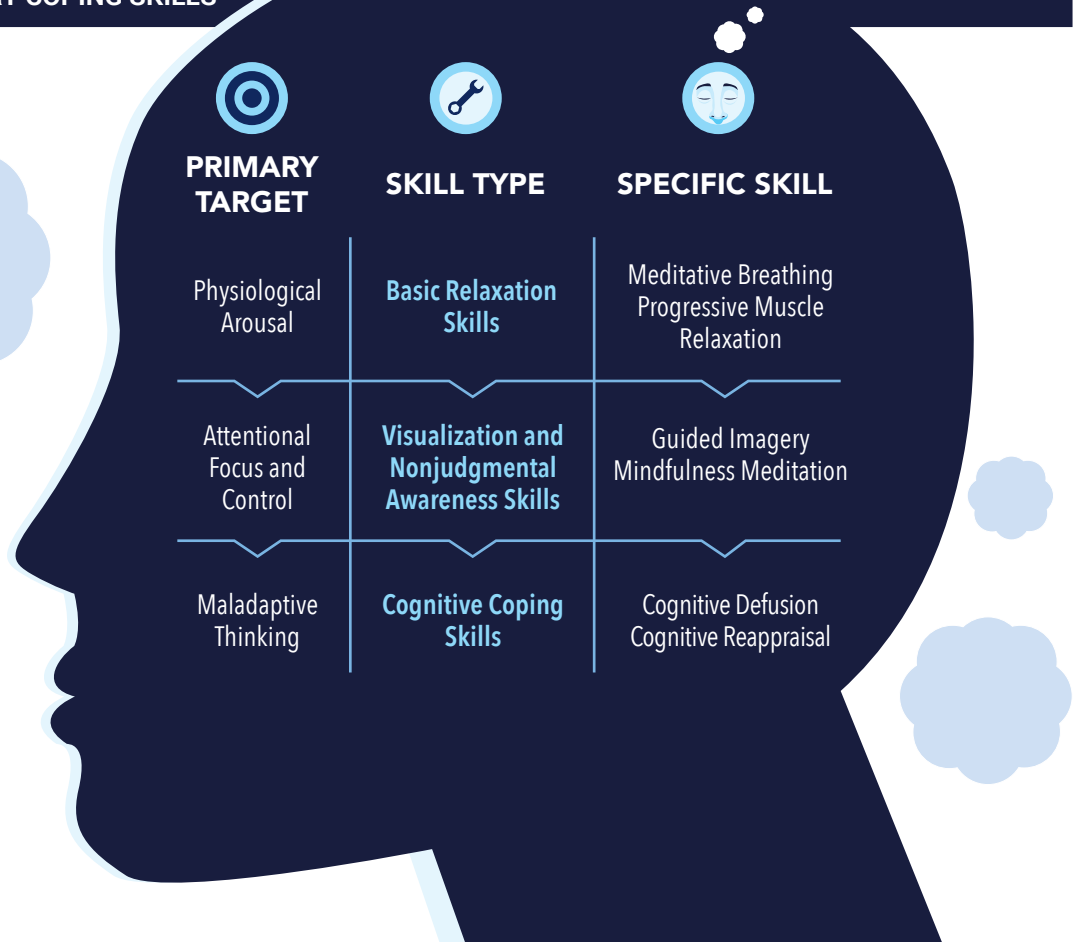 COPING SKILLS
PRIMARY
TARGET
SKILL TYPE
SPECIFIC SKILL
Physiological
Arousal
Basic Relaxation
Skills
Meditative Breathing
Progressive Muscle
Relaxation
Attentional
Focus and
Control
Visualization and
Nonjudgmental
Awareness Skills
Guided Imagery
Mindfulness Meditation
Maladaptive
Thinking
Cognitive Coping
Skills
Cognitive Defusion
Cognitive Reappraisal